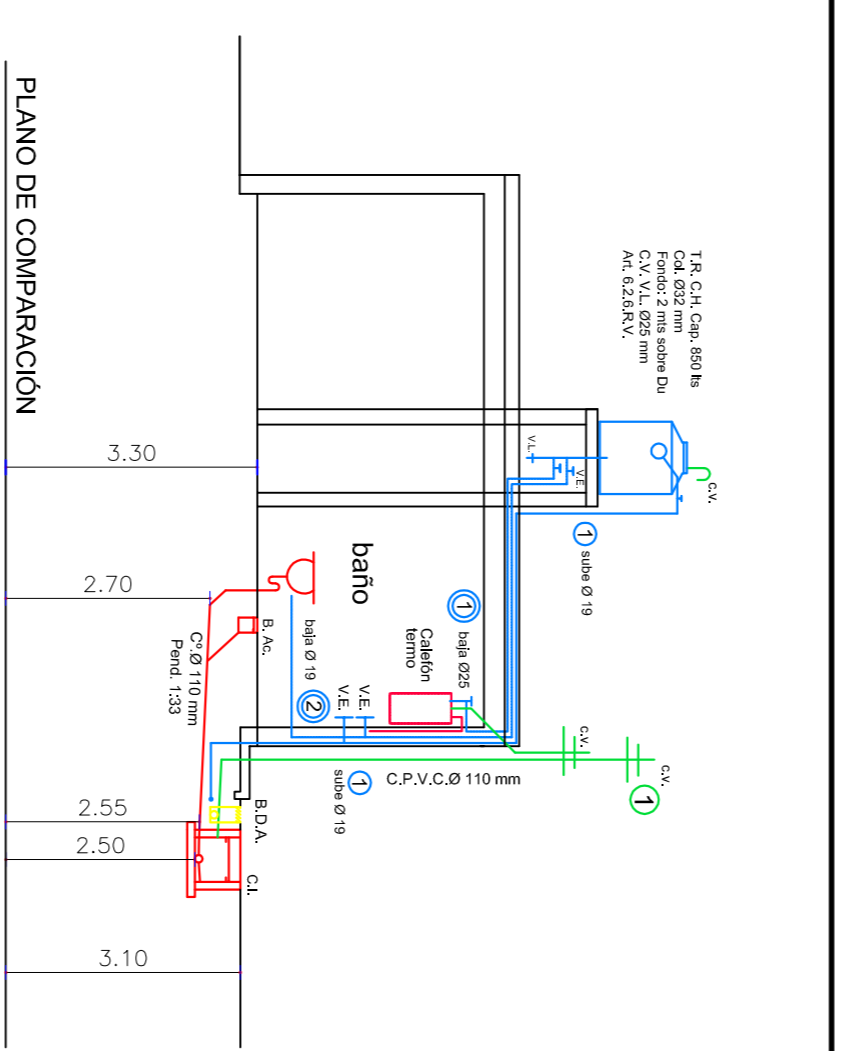 T.R. C.H. Cap. 850 lts
Col. Ø32 mm
Fondo: 2 mts sobre Du
C.V. V.L. Ø25 mm
Art. 6.2.6.R.V.
c.v.
V.L.
V.E.
1 sube Ø 19
baño
1 baja Ø25
Calefón
termo
c.v.
c.v.
1
baja Ø 19
2
V.E.
V.E.
1
sube Ø 19
C.P.V.C.Ø 110 mm
B. Ac.
B.D.A.
C.I.
Cº.Ø 110 mm
Pend. 1:33
3.30
2.70
2.55
2.50
3.10
PLANO DE COMPARACIÓN